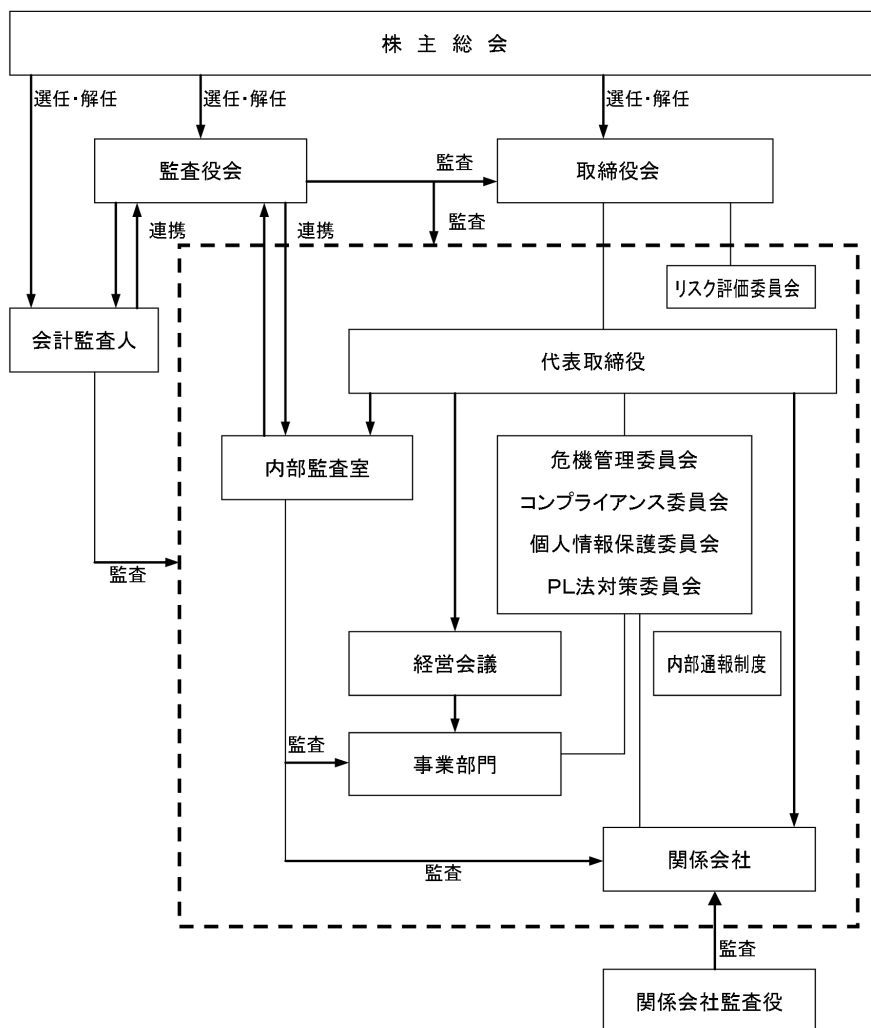 株主総会
選任・解任
選任・解任
選任・解任
監査役会
監査
取締役会
連携
連携
監査
リスク評価委員会
会計監査人
代表取締役
内部監査室
危機管理委員会
コンプライアンス委員会
個人情報保護委員会
PL法対策委員会
監査
経営会議
内部通報制度
監査
事業部門
監査
関係会社
監査
関係会社監査役